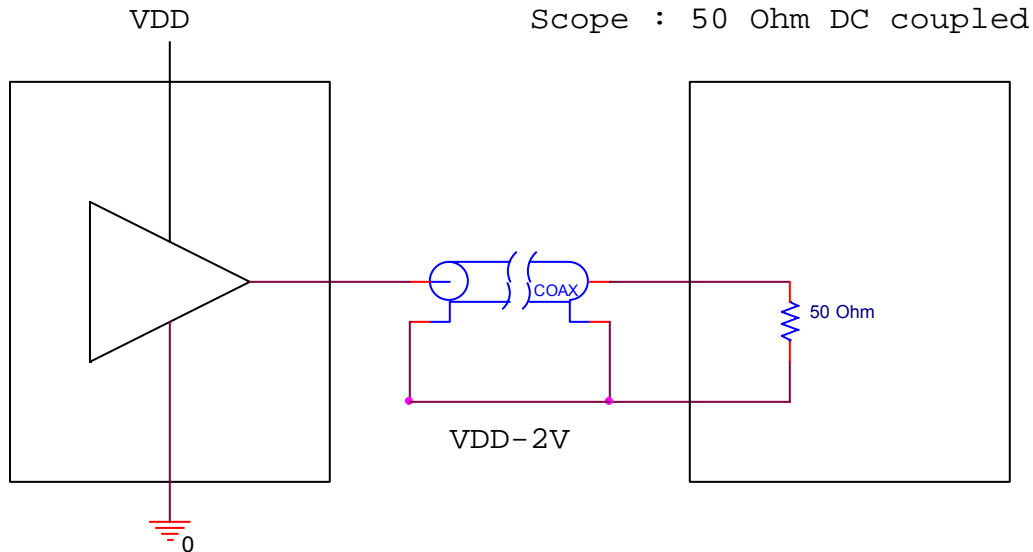 VDD
Scope : 50 Ohm DC coupled
COAX
50 Ohm
VDD-2V
0